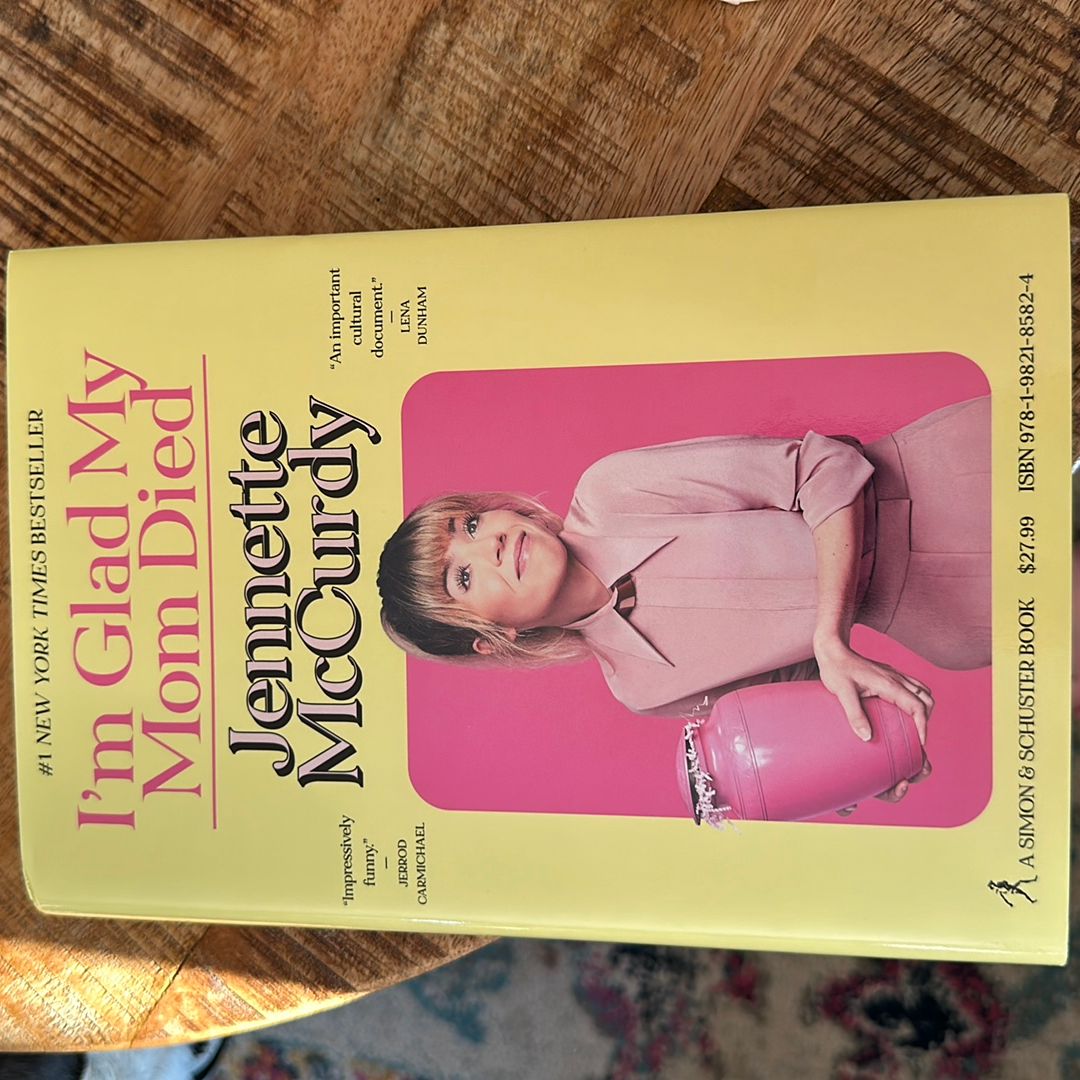 #1 NEW YORK TIMES BESTSELLER
I'm Glad My
Mom Died
Jennette
McCurdy
"Impressively
funny."
—
JERROD
CARMICHAEL
"An important
cultural
document."
—
LENA
DUNHAM
A SIMON & SCHUSTER BOOK $27.99 ISBN 978-1-9821-8582-4